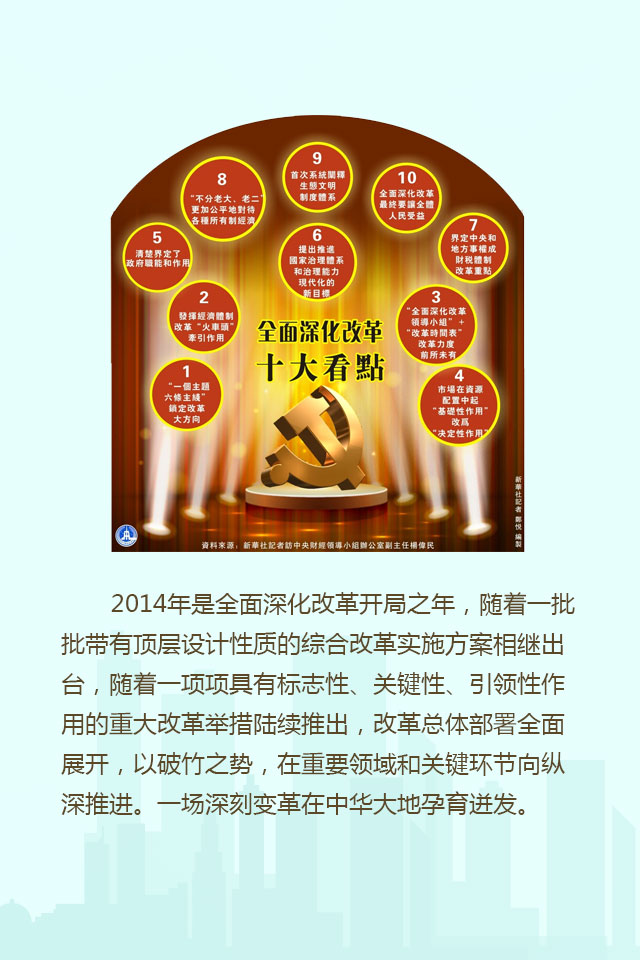 9
首次系統闡釋
生態文明
制度體系
8
“不分老大、老二”
更加公平地對待
各種所有制經濟
10
全面深化改革
最終要讓全體
人民受益
5
清楚界定了
政府職能和作用
6
提出推進
國家治理體系
和治理能力
現代化的
新目標
7
界定中央和
地方事權成
財稅體制
改革重點
2
發揮經濟體制
改革“火車頭”
牽引作用
3
“全面深化改革
領導小組”+
“改革時間表”
改革力度
前所未有
全面深化改革
十大看點
1
“一個主題
六條主綫”
鎖定改革
大方向
4
市場在資源
配置中起
“基礎性作用”
改爲
“決定性作用”
新華社記者 鄭悅 編製
資料來源：新華社記者訪中央財經領導小組辦公室副主任楊偉民
2014年是全面深化改革开局之年，随着一批
批带有顶层设计性质的综合改革实施方案相继出
台，随着一项项具有标志性、关键性、引领性作
用的重大改革举措陆续推出，改革总体部署全面
展开，以破竹之势，在重要领域和关键环节向纵
深推进。一场深刻变革在中华大地孕育迸发。